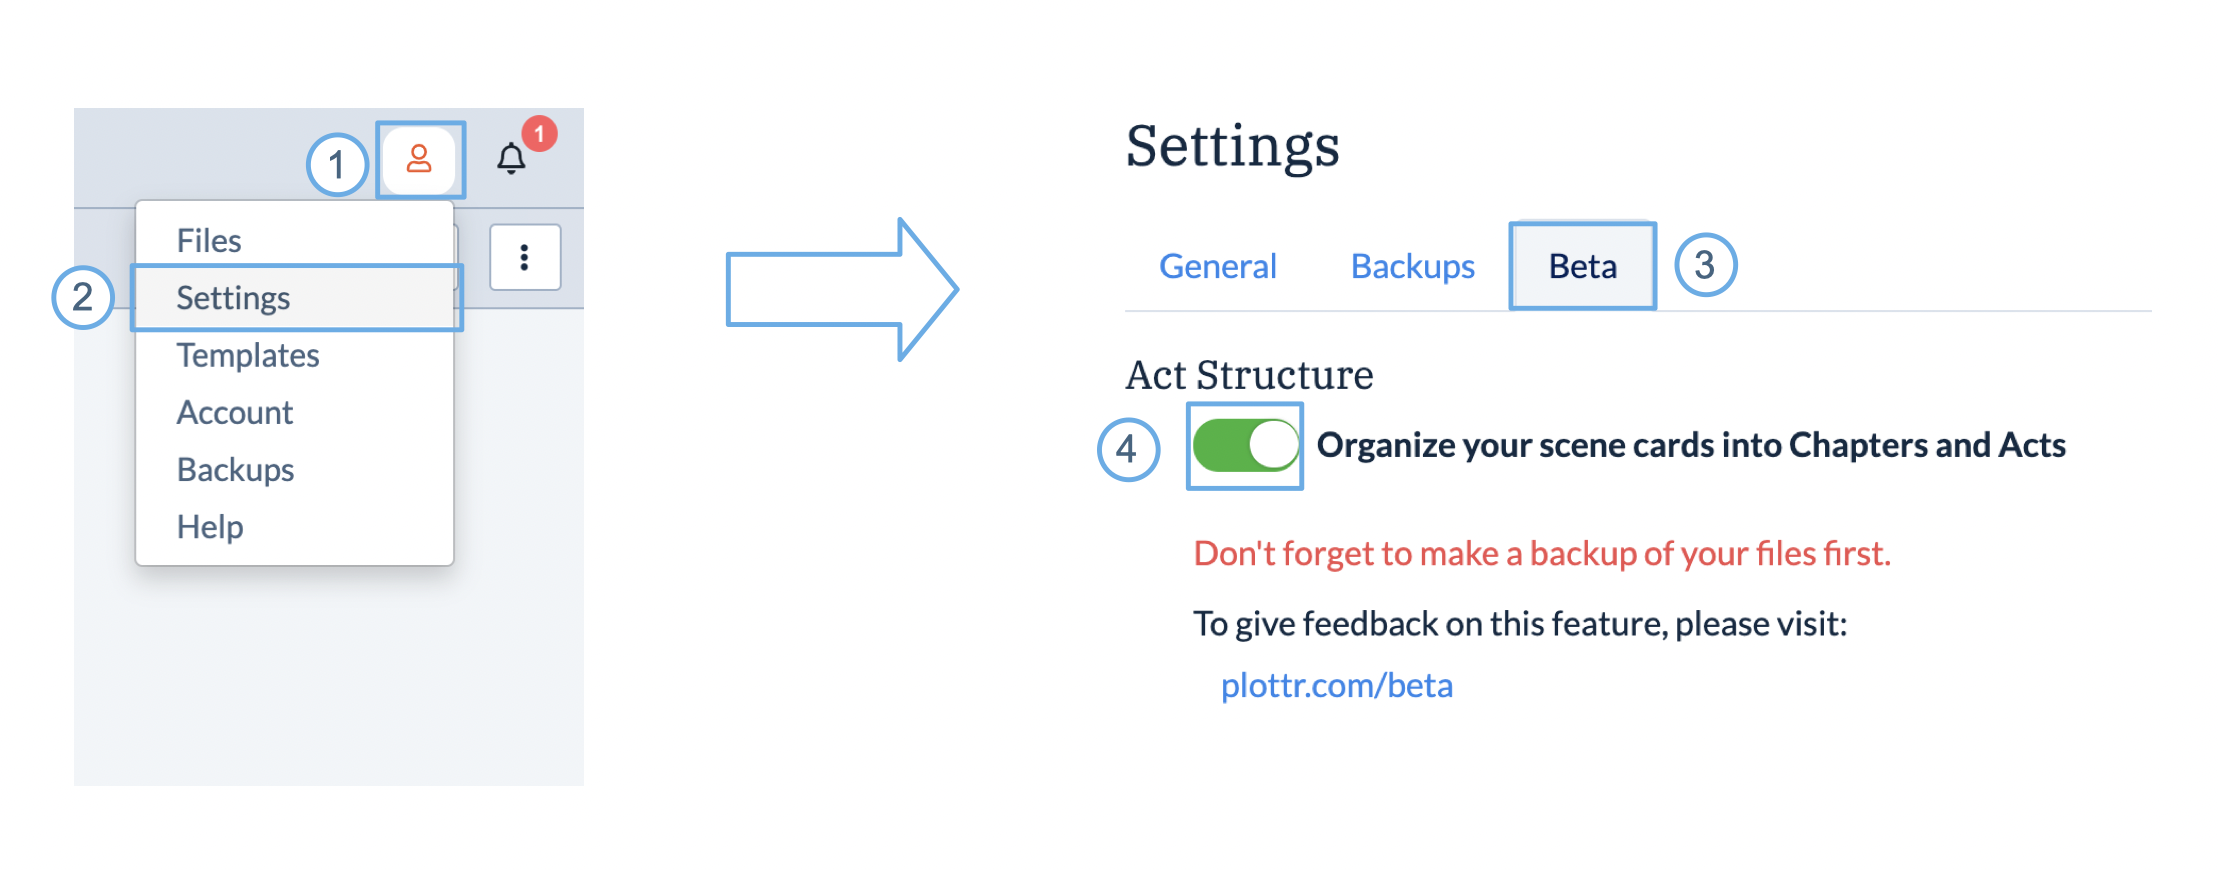 1
1
Files
2
Settings
Templates
Account
Backups
Help
Settings
General
Backups
Beta
3
Act Structure
4
Organize your scene cards into Chapters and Acts
Don't forget to make a backup of your files first.
To give feedback on this feature, please visit:
plottr.com/beta